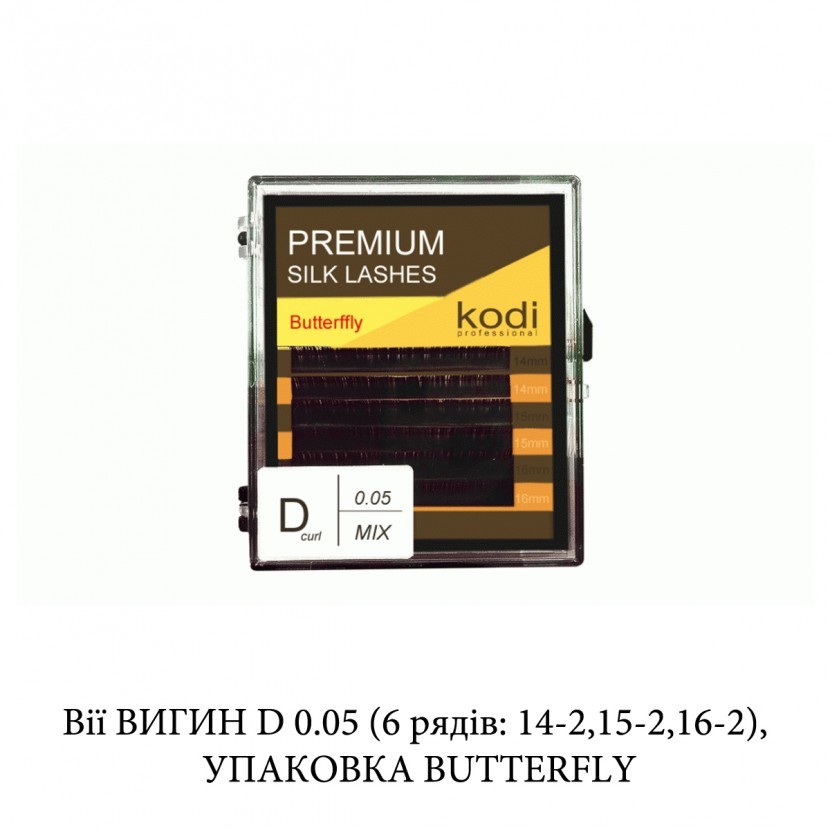 PREMIUM
SILK LASHES
Butterffly
kodi
professional
14mm
14mm
15mm
15mm
16mm
16mm
D
curl
0.05
MIX
Вії ВИГИН D 0.05 (6 рядів: 14-2,15-2,16-2),
УПАКОВКА BUTTERFLY